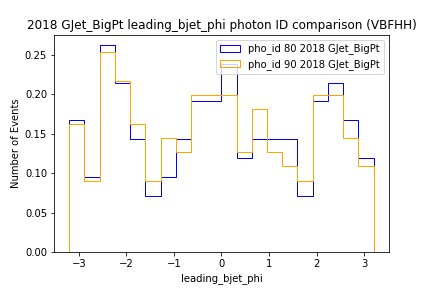 2018 GJet_BigPt leading_bjet_phi photon ID comparison (VBFHH)
pho_id 80 2018 GJet_BigPt
pho_id 90 2018 GJet_BigPt
Number of Events
0.25
0.20
0.15
0.10
0.05
0.00
−3 −2 −1 0 1 2 3
leading_bjet_phi